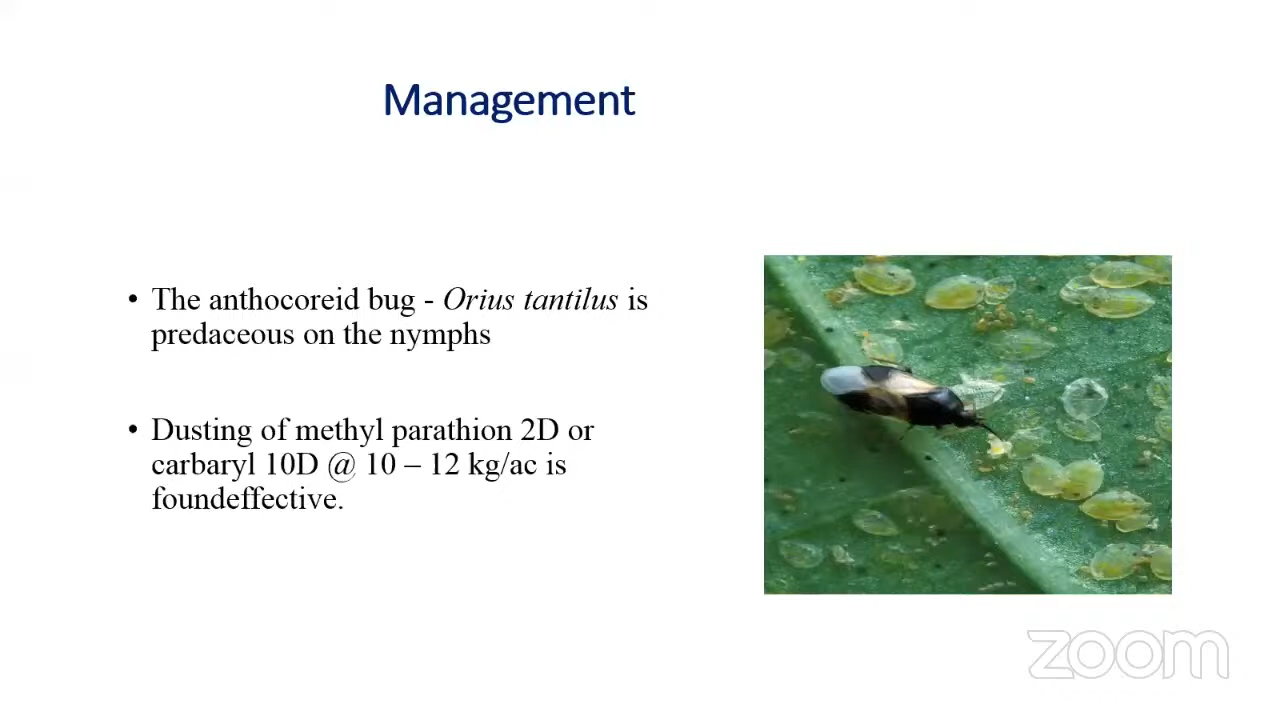 Management
• The anthocoreid bug - Orius tantilus is
predaceous on the nymphs
• Dusting of methyl parathion 2D or
carbaryl 10D @ 10 – 12 kg/ac is
foundeffective.
zoom